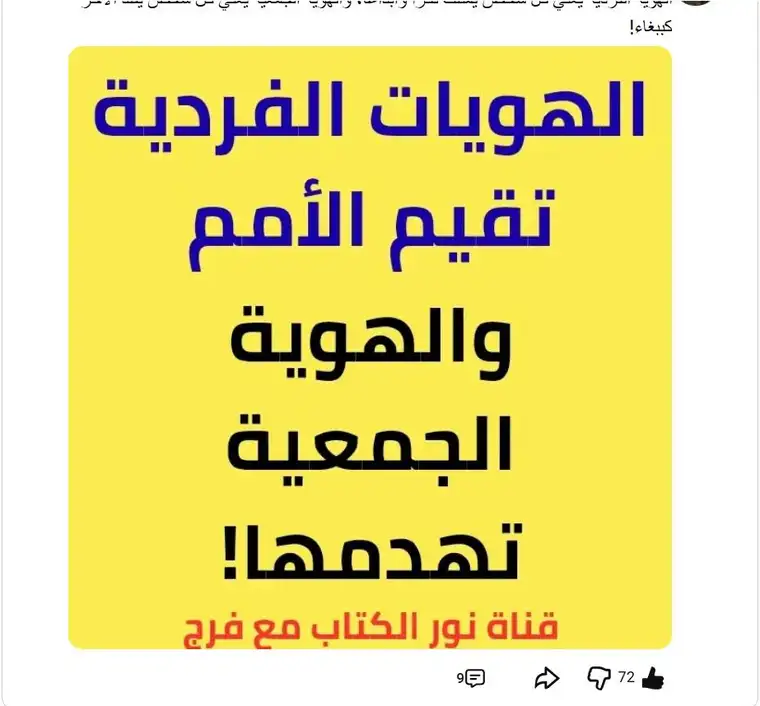 كببغاء!
الهويات الفردية
تقيم الأمم
والهوية
الجمعية
تهدمها!
قناة نور الكتاب مع فرج
9
72